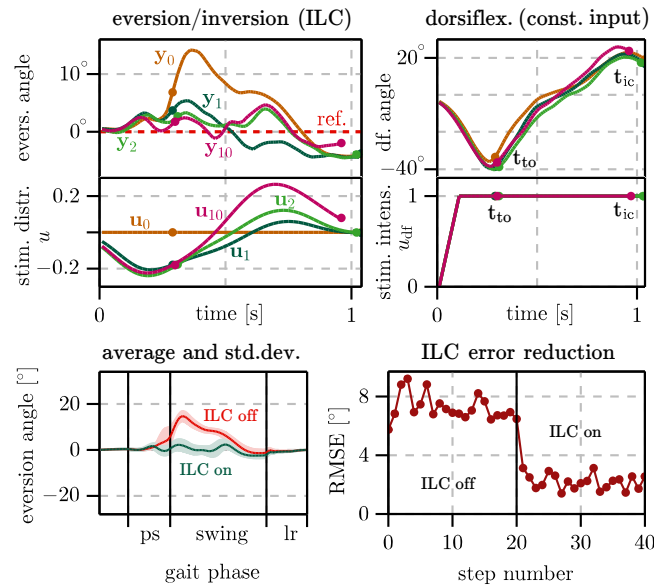 eversion/inversion (ILC)
evers. angle
10°
0°
y0
y1
y2
y10
ref.
stim. distr.
u
0.2
−0.2
u0
u10
u2
u1
0
1
time [s]
dorsiflex. (const. input)
df. angle
20°
−40°
tic
tto
stim. intens.
udf
1
0
tto
tic
0
1
time [s]
average and std.dev.
eversion angle [°]
20
0
−20
ILC off
ILC on
ps
swing
lr
gait phase
ILC error reduction
RMSE [°]
8
4
0
ILC off
ILC on
0
10
20
30
40
step number